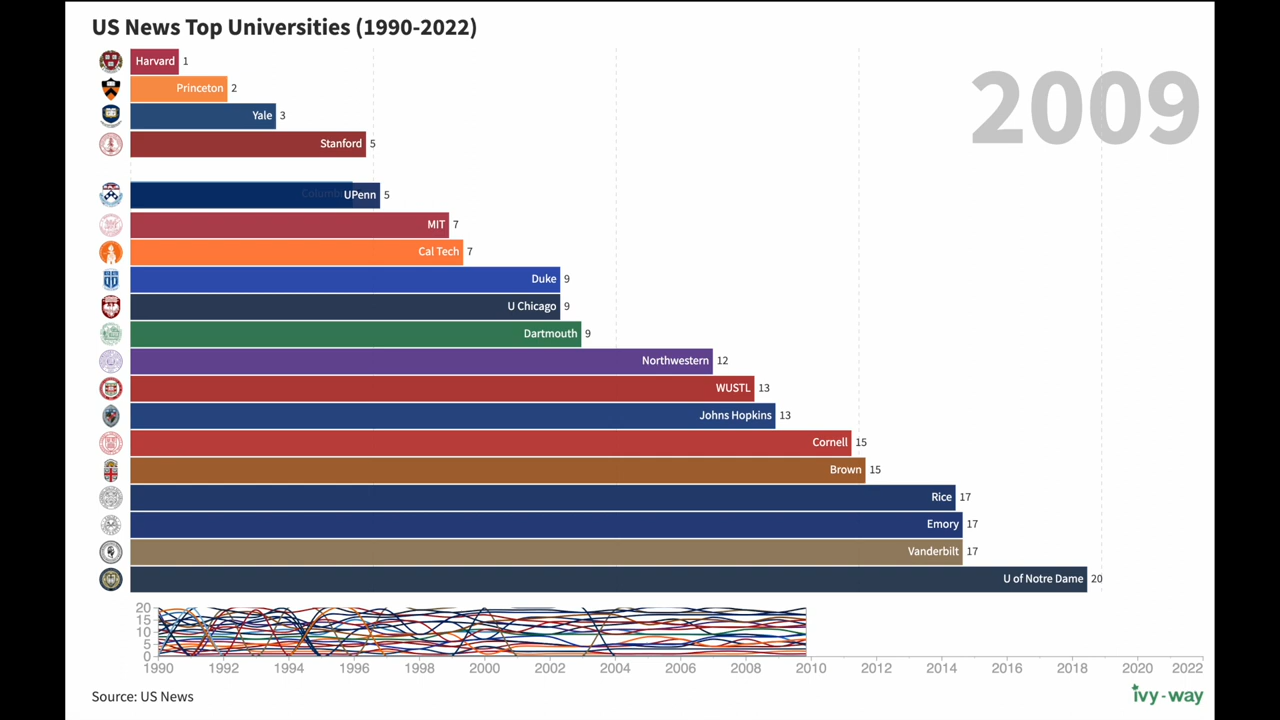 US News Top Universities (1990-2022)
2009
Harvard 1
Princeton 2
Yale 3
Stanford 5
Columb UPenn 5
MIT 7
Cal Tech 7
Duke 9
U Chicago 9
Dartmouth 9
Northwestern 12
WUSTL 13
Johns Hopkins 13
Cornell 15
Brown 15
Rice 17
Emory 17
Vanderbilt 17
U of Notre Dame 20
20
15
10
5
0
1990 1992 1994 1996 1998 2000 2002 2004 2006 2008 2010 2012 2014 2016 2018 2020 2022
Source: US News
ivy-way